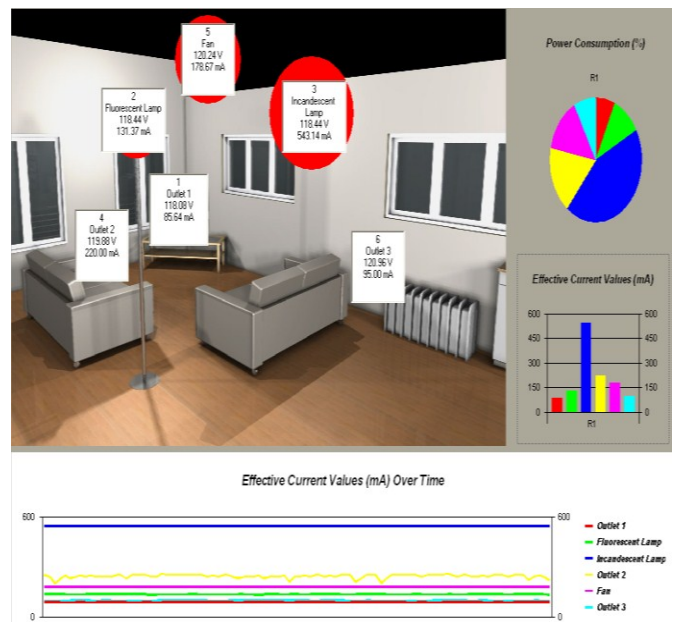 5
Fan
120.24 V
178.67 mA
3
Incandescent
Lamp
118.44 V
543.14 mA
2
Fluorescent Lamp
118.44 V
131.37 mA
1
Outlet 1
118.08 V
85.64 mA
4
Outlet 2
119.88 V
220.00 mA
6
Outlet 3
120.96 V
95.00 mA
Power Consumption (%)
R1
Effective Current Values (mA)
600 600
450 450
300 300
150 150
0 0
R1
Effective Current Values (mA) Over Time
600 600
0 0
Outlet 1
Fluorescent Lamp
Incandescent Lamp
Outlet 2
Fan
Outlet 3